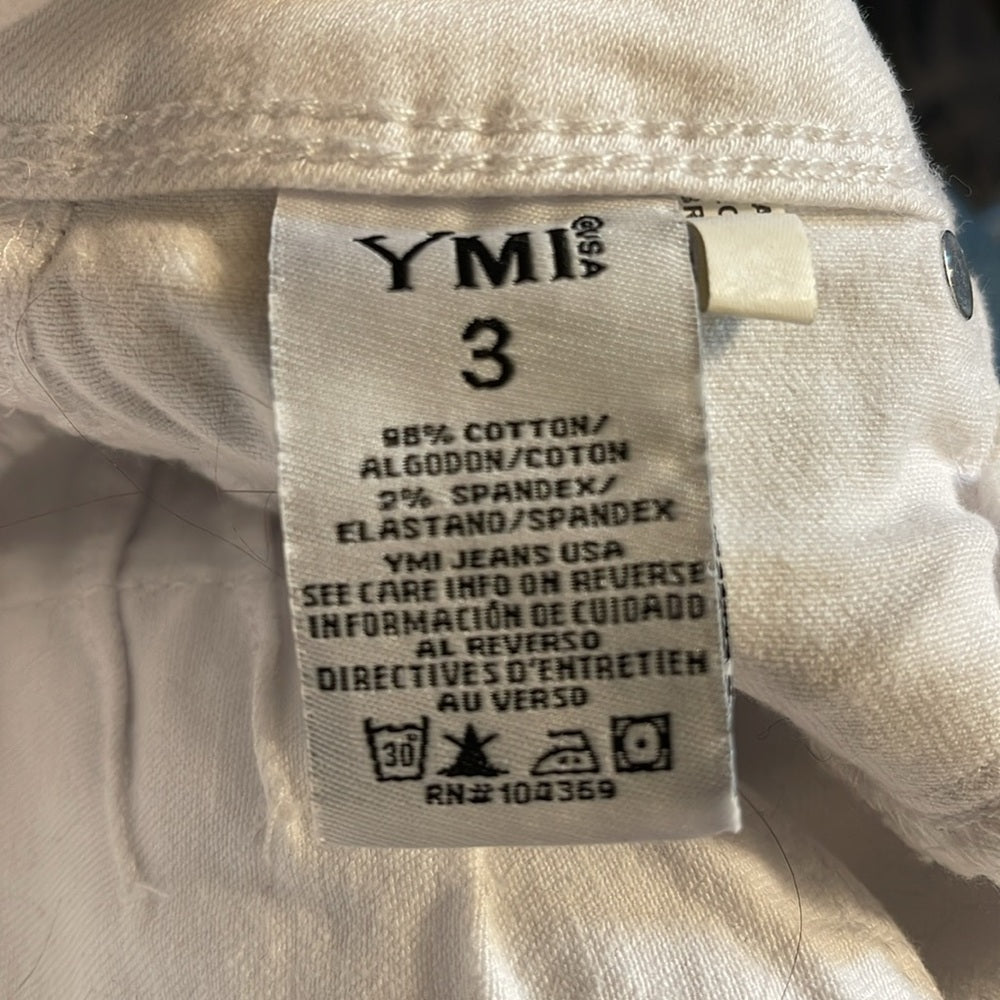 YMI @USA
3
98% COTTON/
ALGODON/COTON
2% SPANDEX/
ELASTANO/SPANDEX
YMI JEANS USA
SEE CARE INFO ON REVERSE
INFORMACIÓN DE CUIDADO
AL REVERSO
DIRECTIVES D'ENTRETIEN
AU VERSO
30°
RN#104369